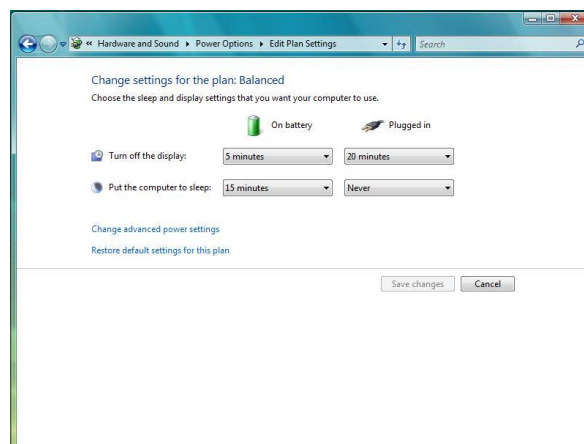 « Hardware and Sound ▸ Power Options ▸ Edit Plan Settings Search
Change settings for the plan: Balanced
Choose the sleep and display settings that you want your computer to use.
On battery Plugged in
Turn off the display: 5 minutes 20 minutes
Put the computer to sleep: 15 minutes Never
Change advanced power settings
Restore default settings for this plan
Save changes Cancel